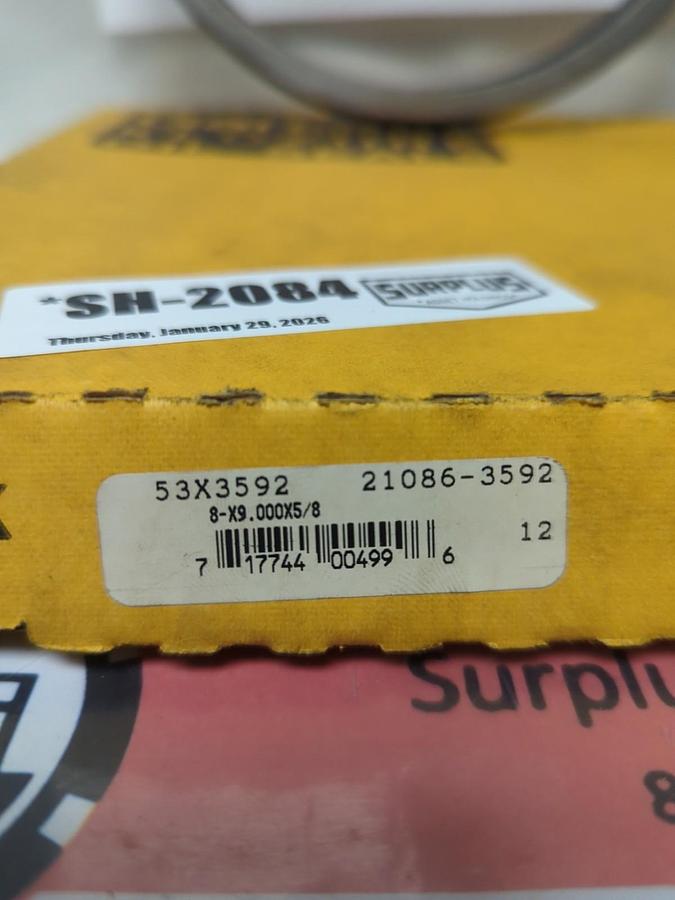 *SH-2084
SURPLUS
Thursday, January 29, 2026
53X3592 21086-3592
8-X9.000X5/8
12
7 17744 00499 6
X
Surplu
8